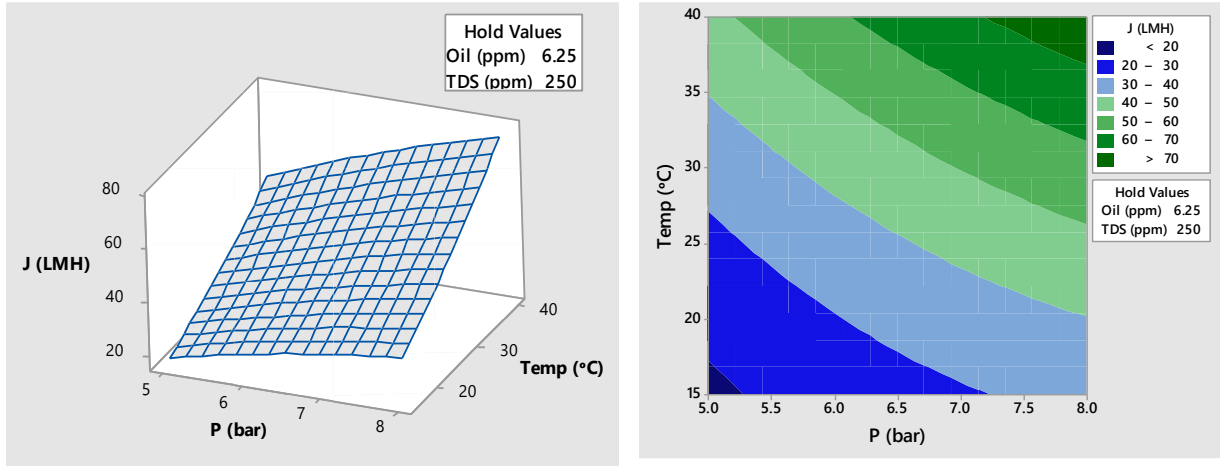 Hold Values
Oil (ppm) 6.25
TDS (ppm) 250
80
60
J (LMH)
40
20
5
6
7
8
P (bar)
20
30
40
Temp (°C)
40
35
30
25
20
15
Temp (°C)
5.0 5.5 6.0 6.5 7.0 7.5 8.0
P (bar)
J (LMH)
< 20
20 – 30
30 – 40
40 – 50
50 – 60
60 – 70
> 70
Hold Values
Oil (ppm) 6.25
TDS (ppm) 250